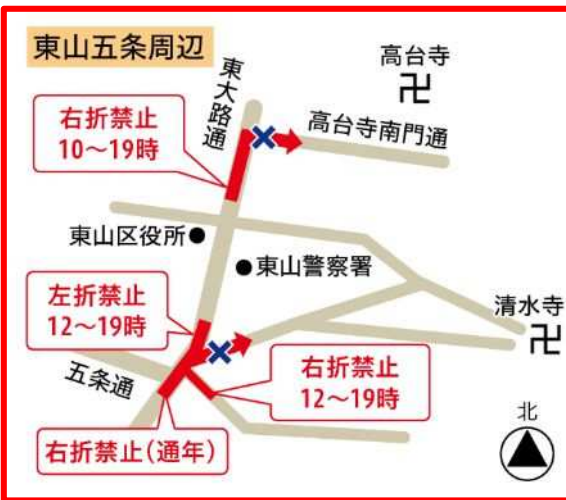 東山五条周辺
東大路通
高台寺
卍
高台寺南門通
右折禁止
10～19時
東山区役所●
●東山警察署
左折禁止
12～19時
清水寺
卍
五条通
右折禁止
12～19時
右折禁止(通年)
北